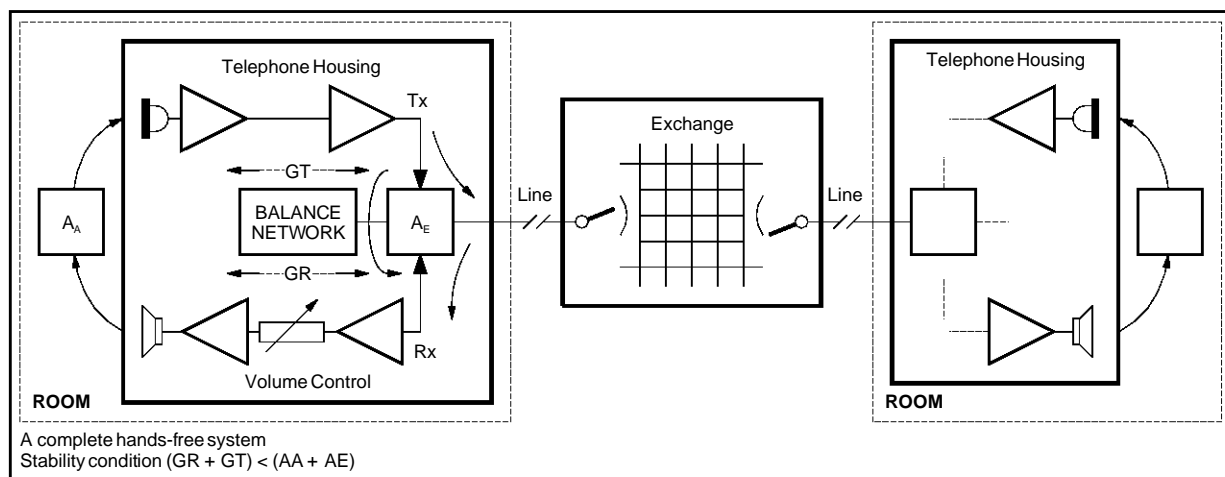 Telephone Housing
Tx
GT
A_A
BALANCE
NETWORK
A_E
GR
Rx
Volume Control
ROOM
Line
Exchange
Line
Telephone Housing
ROOM
A complete hands-free system
Stability condition (GR + GT) < (AA + AE)